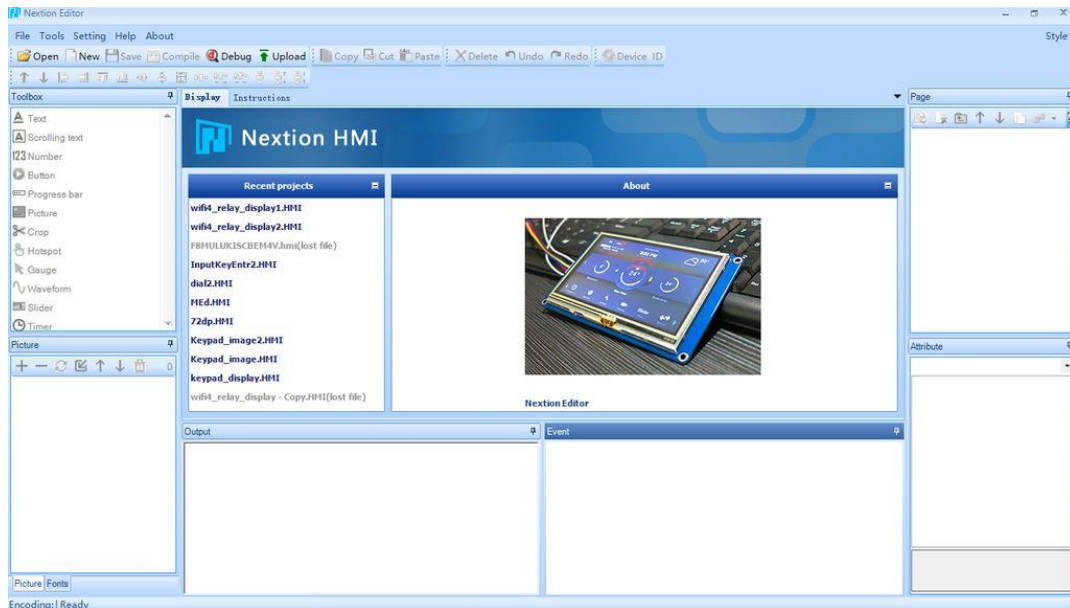 Nextion Editor
File Tools Setting Help About
Style
Open New Save Compile Debug Upload Copy Cut Paste Delete Undo Redo Device ID
Toolbox
Display Instructions
Page
Text
Scrolling text
123 Number
Button
Progress bar
Picture
Crop
Hotspot
Gauge
Waveform
Slider
Timer
Nextion HMI
Recent projects
wifi4_relay_display1.HMI
wifi4_relay_display2.HMI
FBMULUKISCBEM4V.hmi(lost file)
InputKeyEntr2.HMI
dial2.HMI
MEd.HMI
72dp.HMI
Keypad_image2.HMI
Keypad_image.HMI
keypad_display.HMI
wifi4_relay_display - Copy.HMI(lost file)
About
Nextion Editor
Picture
0
Attribute
Output
Event
Picture Fonts
Encoding:| Ready